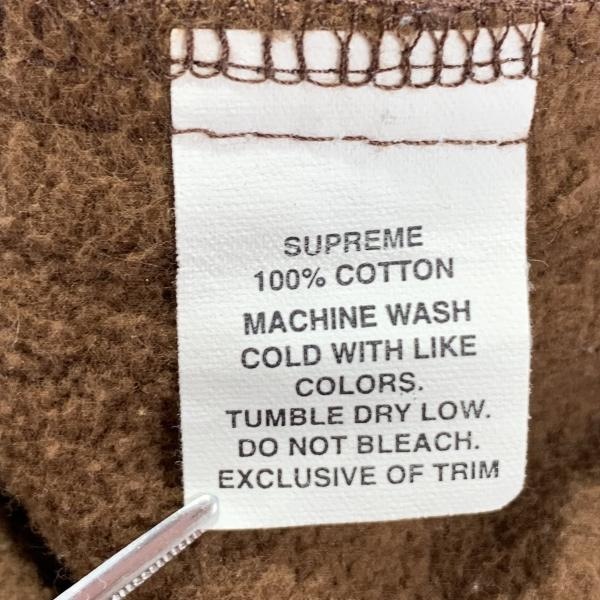 SUPREME
100% COTTON
MACHINE WASH
COLD WITH LIKE
COLORS.
TUMBLE DRY LOW.
DO NOT BLEACH.
EXCLUSIVE OF TRIM